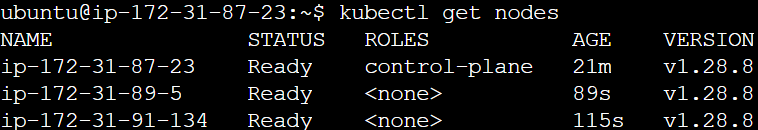 ubuntu@ip-172-31-87-23:~$ kubectl get nodes
NAME STATUS ROLES AGE VERSION
ip-172-31-87-23 Ready control-plane 21m v1.28.8
ip-172-31-89-5 Ready <none> 89s v1.28.8
ip-172-31-91-134 Ready <none> 115s v1.28.8